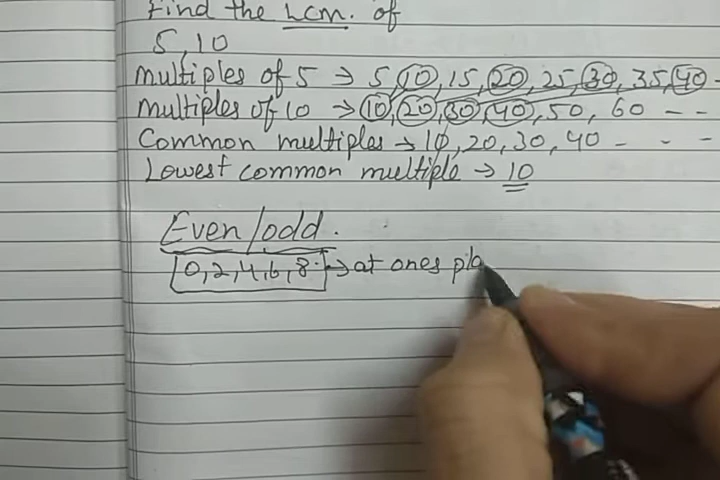 Find the LCM. of
5,10
multiples of 5 → 5,10,15,20,25,30,35,40 -
multiples of 10 → 10,20,30,40,50,60 - -
Common multiples → 10,20,30,40 - - -
Lowest common multiple → 10
Even/odd.
0,2,4,6,8. → at ones pla